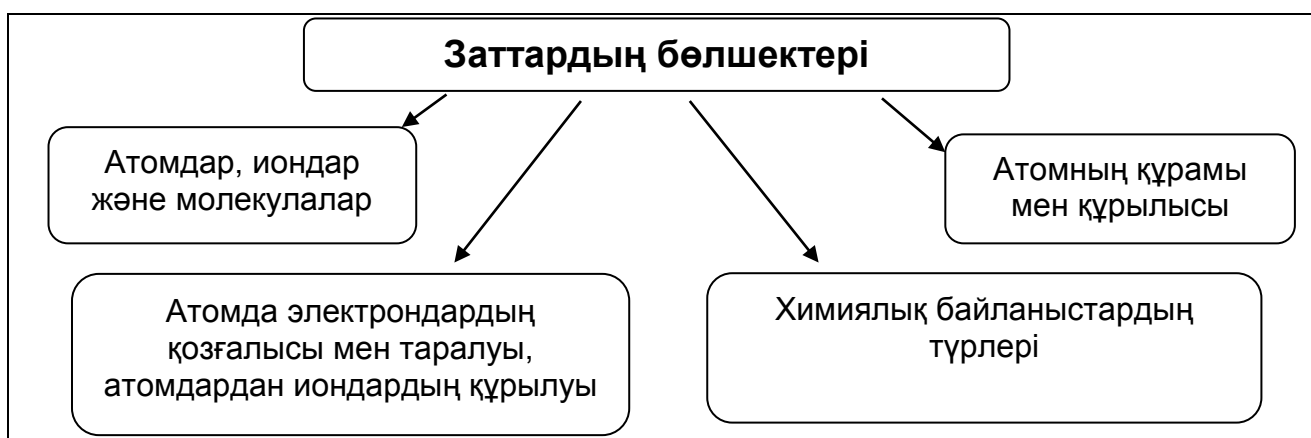 Заттардың бөлшектері
Атомдар, иондар
және молекулалар
Атомның құрамы
мен құрылысы
Атомда электрондардың
қозғалысы мен таралуы,
атомдардан иондардың құрылуы
Химиялық байланыстардың
түрлері